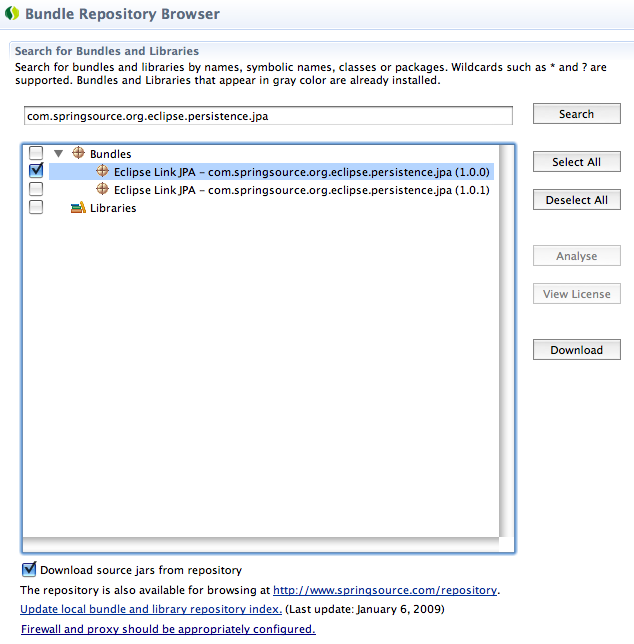 Bundle Repository Browser
Search for Bundles and Libraries
Search for bundles and libraries by names, symbolic names, classes or packages. Wildcards such as * and ? are
supported. Bundles and Libraries that appear in gray color are already installed.
com.springsource.org.eclipse.persistence.jpa
Search
Bundles
Eclipse Link JPA – com.springsource.org.eclipse.persistence.jpa (1.0.0)
Eclipse Link JPA – com.springsource.org.eclipse.persistence.jpa (1.0.1)
Libraries
Select All
Deselect All
Analyse
View License
Download
Download source jars from repository
The repository is also available for browsing at http://www.springsource.com/repository.
Update local bundle and library repository index. (Last update: January 6, 2009)
Firewall and proxy should be appropriately configured.